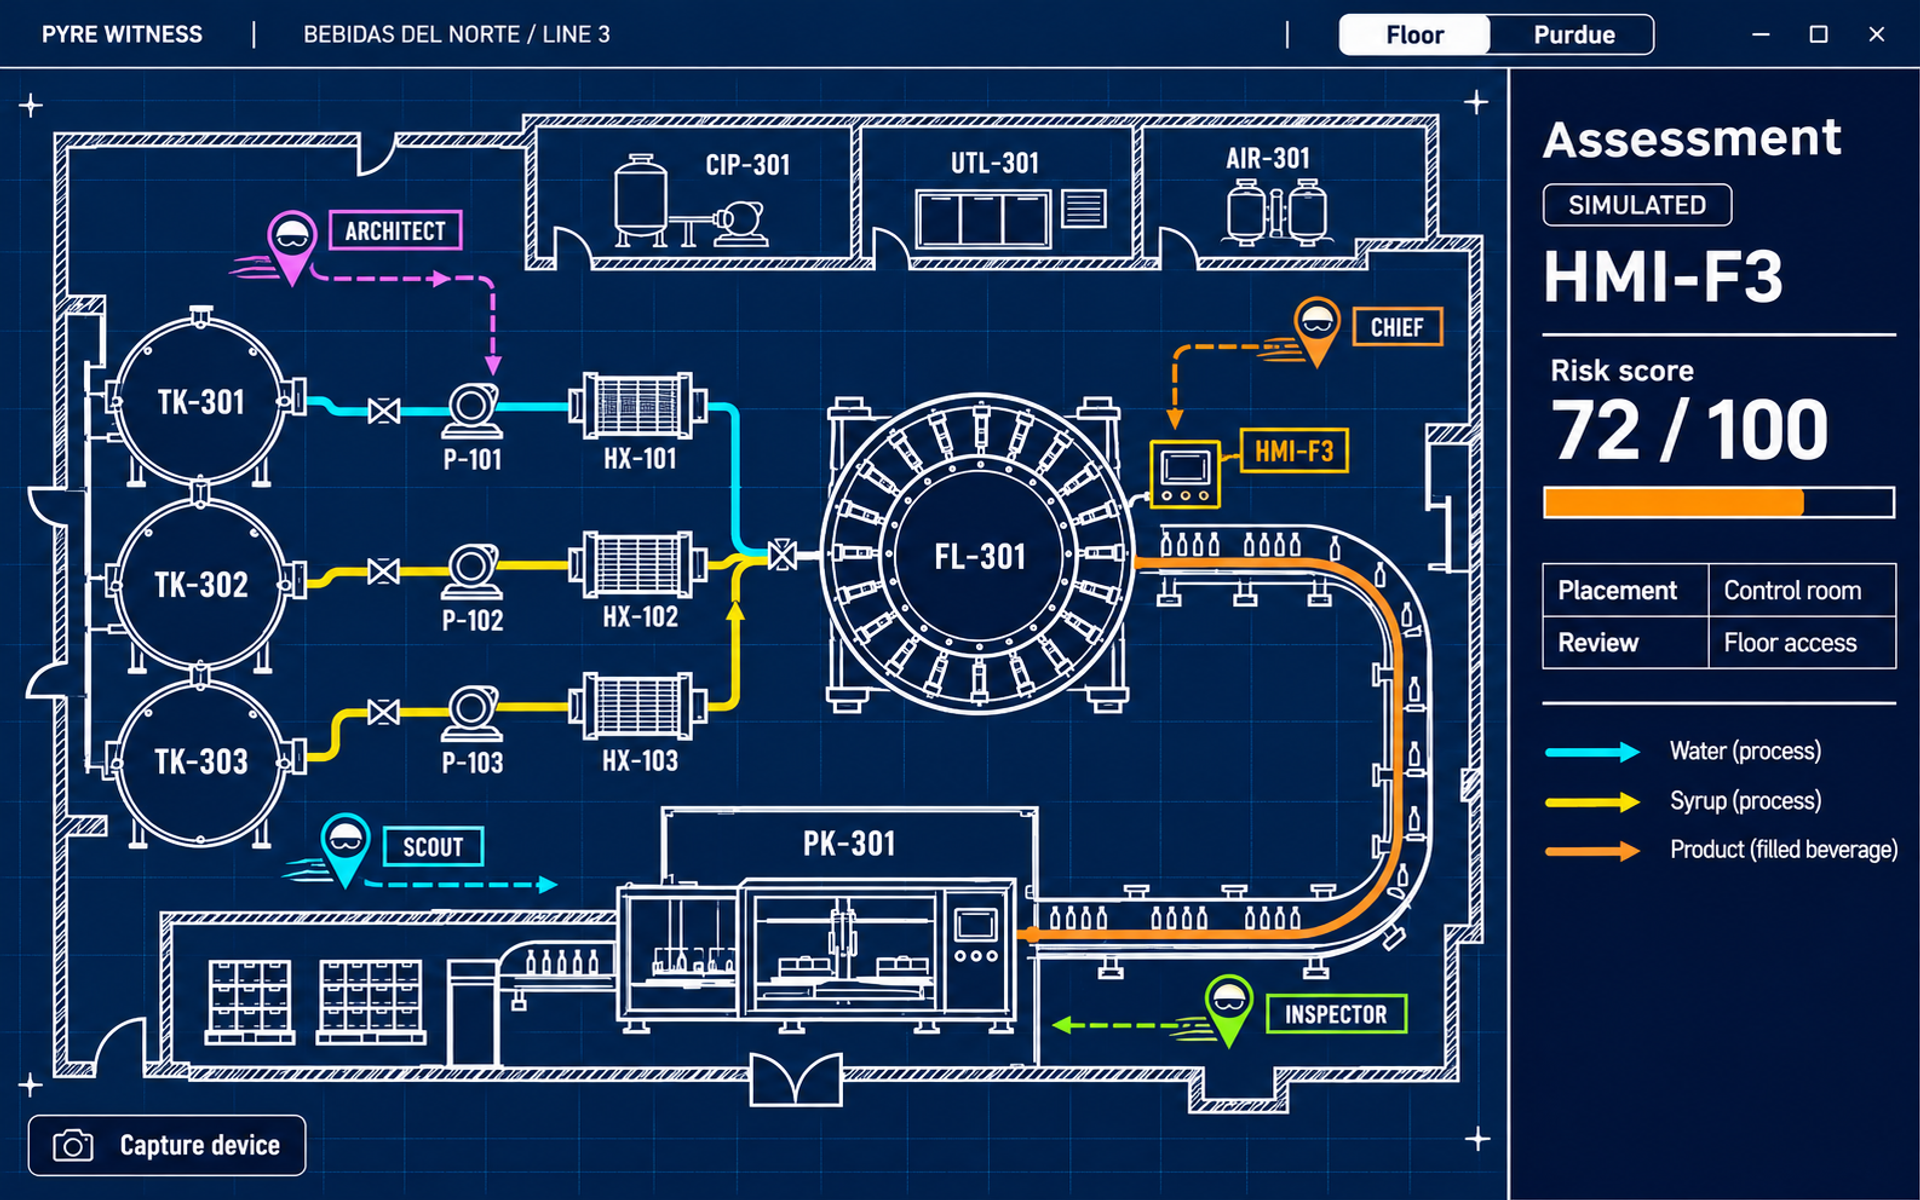 PYRE WITNESS
BEBIDAS DEL NORTE / LINE 3
Floor
Purdue
CIP-301
UTL-301
AIR-301
ARCHITECT
CHIEF
TK-301
P-101
HX-101
HMI-F3
TK-302
P-102
HX-102
FL-301
TK-303
P-103
HX-103
SCOUT
PK-301
INSPECTOR
Capture device
Assessment
SIMULATED
HMI-F3
Risk score
72 / 100
Placement Control room
Review Floor access
Water (process)
Syrup (process)
Product (filled beverage)